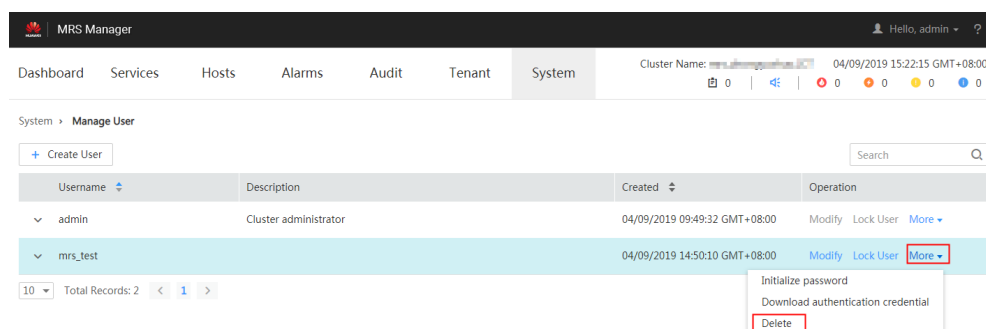 HUAWEI MRS Manager Hello, admin ?
Dashboard Services Hosts Alarms Audit Tenant System
Cluster Name: 04/09/2019 15:22:15 GMT+08:00
0 0 0 0 0
System > Manage User
+ Create User Search
Username Description Created Operation
admin Cluster administrator 04/09/2019 09:49:32 GMT+08:00 Modify Lock User More
mrs_test 04/09/2019 14:50:10 GMT+08:00 Modify Lock User More
10 Total Records: 2 < 1 >
Initialize password
Download authentication credential
Delete